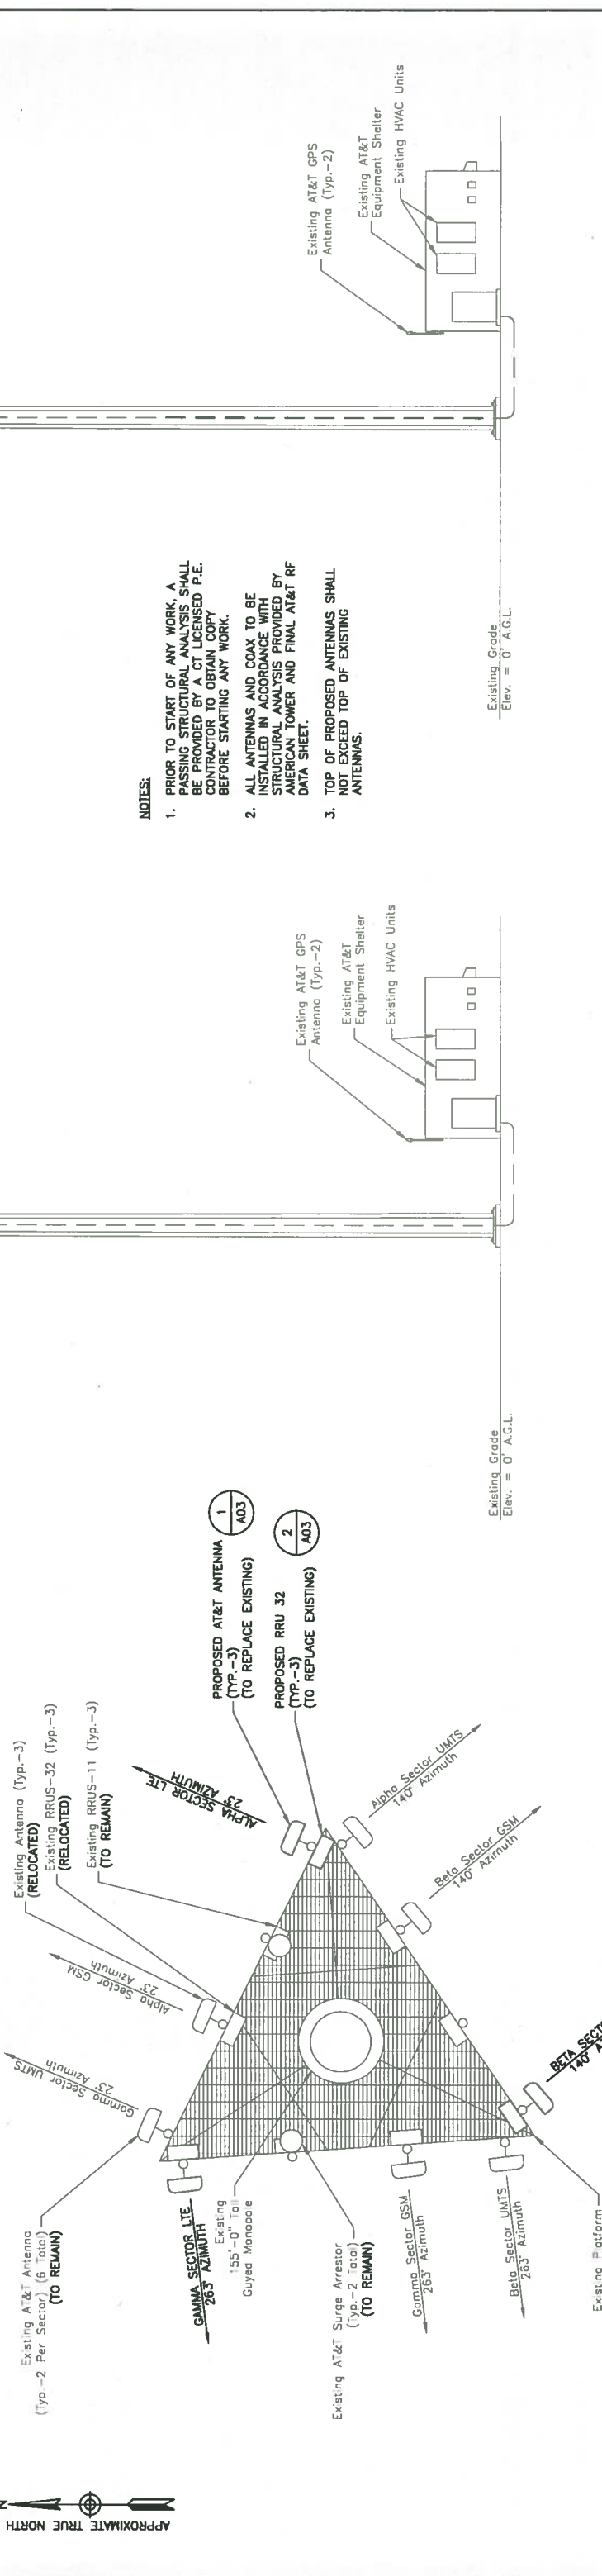 APPROXIMATE TRUE NORTH
N
Existing AT&T Antenna
(Typ.-2 Per Sector) (6 Total)
(TO REMAIN)
Gamma Sector UMTS
23° Azimuth
Alpha Sector GSM
23° Azimuth
Existing Antenna (Typ.-3)
(RELOCATED)
Existing RRUS-32 (Typ.-3)
(RELOCATED)
Existing RRUS-11 (Typ.-3)
(TO REMAIN)
ALPHA SECTOR LTE
23° AZIMUTH
PROPOSED AT&T ANTENNA
(TYP.-3)
(TO REPLACE EXISTING)
1
A03
PROPOSED RRU 32
(TYP.-3)
(TO REPLACE EXISTING)
2
A03
Alpha Sector UMTS
140° Azimuth
Beta Sector GSM
140° Azimuth
BETA SECTO
140° A
GAMMA SECTOR LTE
263° AZIMUTH
Existing
155'-0" Tall
Guyed Monopole
Existing AT&T Surge Arrestor
(Typ.-2 Total)
(TO REMAIN)
Gamma Sector GSM
263° Azimuth
Beta Sector UMTS
263° Azimuth
Existing Platform
Existing AT&T GPS
Antenna (Typ.-2)
Existing AT&T
Equipment Shelter
Existing HVAC Units
Existing Grade
Elev. = 0' A.G.L.
NOTES:
1. PRIOR TO START OF ANY WORK, A
PASSING STRUCTURAL ANALYSIS SHALL
BE PROVIDED BY A CT LICENSED P.E.
CONTRACTOR TO OBTAIN COPY
BEFORE STARTING ANY WORK.
2. ALL ANTENNAS AND COAX TO BE
INSTALLED IN ACCORDANCE WITH
STRUCTURAL ANALYSIS PROVIDED BY
AMERICAN TOWER AND FINAL AT&T RF
DATA SHEET.
3. TOP OF PROPOSED ANTENNAS SHALL
NOT EXCEED TOP OF EXISTING
ANTENNAS.
Existing AT&T GPS
Antenna (Typ.-2)
Existing AT&T
Equipment Shelter
Existing HVAC Units
Existing Grade
Elev. = 0' A.G.L.